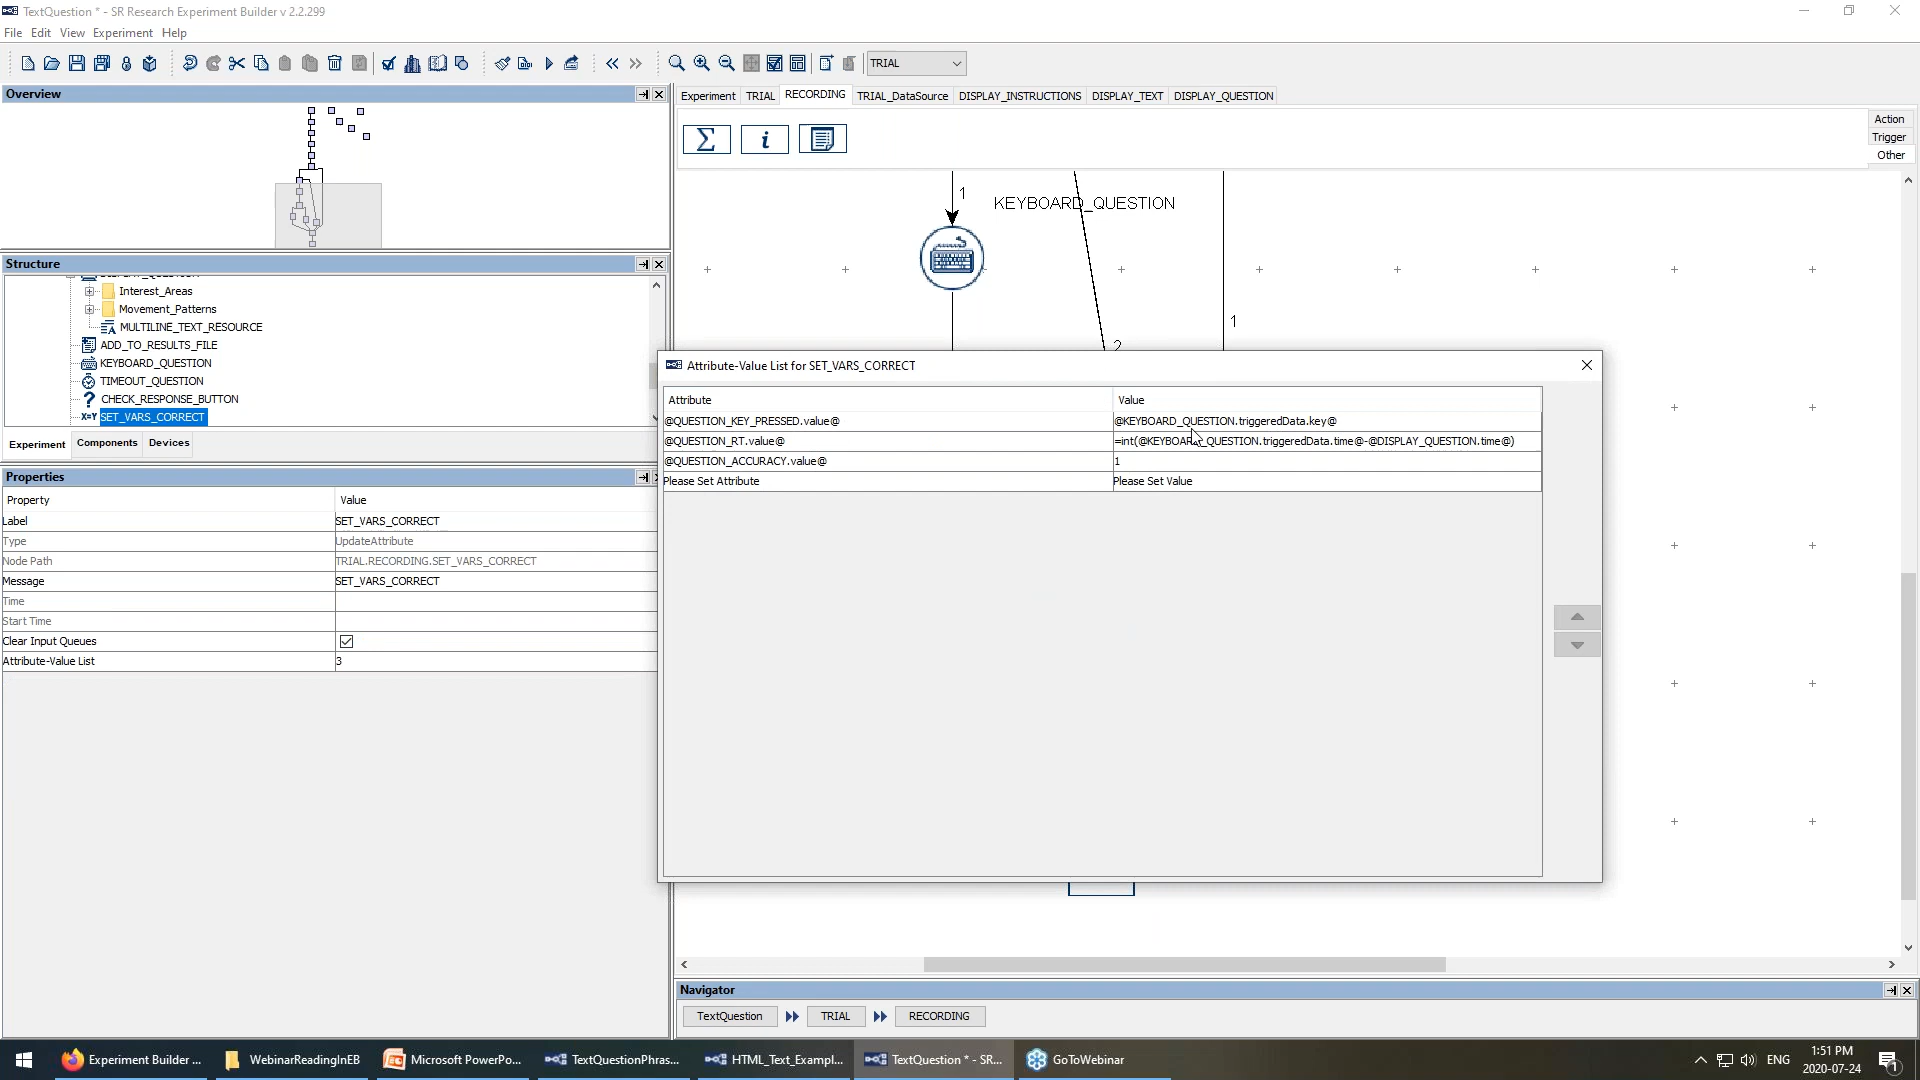 TextQuestion * - SR Research Experiment Builder v 2.2.299
File Edit View Experiment Help
TRIAL
Overview
Experiment TRIAL RECORDING TRIAL_DataSource DISPLAY_INSTRUCTIONS DISPLAY_TEXT DISPLAY_QUESTION
Action
Trigger
Other
1
KEYBOARD_QUESTION
1
2
Structure
Interest_Areas
Movement_Patterns
MULTILINE_TEXT_RESOURCE
ADD_TO_RESULTS_FILE
KEYBOARD_QUESTION
TIMEOUT_QUESTION
CHECK_RESPONSE_BUTTON
X=Y SET_VARS_CORRECT
Experiment Components Devices
Properties
Property Value
Label SET_VARS_CORRECT
Type UpdateAttribute
Node Path TRIAL.RECORDING.SET_VARS_CORRECT
Message SET_VARS_CORRECT
Time
Start Time
Clear Input Queues
Attribute-Value List 3
Attribute-Value List for SET_VARS_CORRECT
Attribute Value
@QUESTION_KEY_PRESSED.value@ @KEYBOARD_QUESTION.triggeredData.key@
@QUESTION_RT.value@ =int(@KEYBOARD_QUESTION.triggeredData.time@-@DISPLAY_QUESTION.time@)
@QUESTION_ACCURACY.value@ 1
Please Set Attribute Please Set Value
Navigator
TextQuestion TRIAL RECORDING
Experiment Builder ... WebinarReadingInEB Microsoft PowerPo... TextQuestionPhras... HTML_Text_Exampl... TextQuestion * - SR... GoToWebinar ENG 1:51 PM
2020-07-24
1